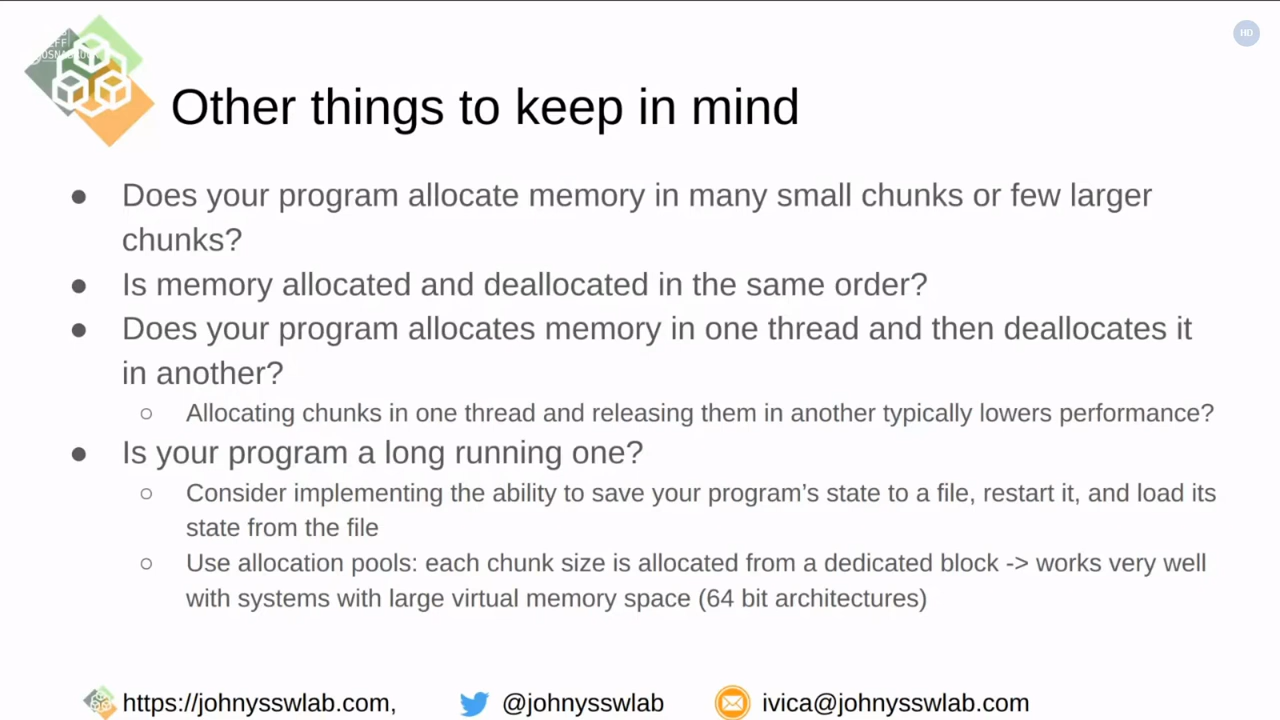 HD
Other things to keep in mind
● Does your program allocate memory in many small chunks or few larger
chunks?
● Is memory allocated and deallocated in the same order?
● Does your program allocates memory in one thread and then deallocates it
in another?
○ Allocating chunks in one thread and releasing them in another typically lowers performance?
● Is your program a long running one?
○ Consider implementing the ability to save your program’s state to a file, restart it, and load its
state from the file
○ Use allocation pools: each chunk size is allocated from a dedicated block -> works very well
with systems with large virtual memory space (64 bit architectures)
https://johnysswlab.com, @johnysswlab ivica@johnysswlab.com